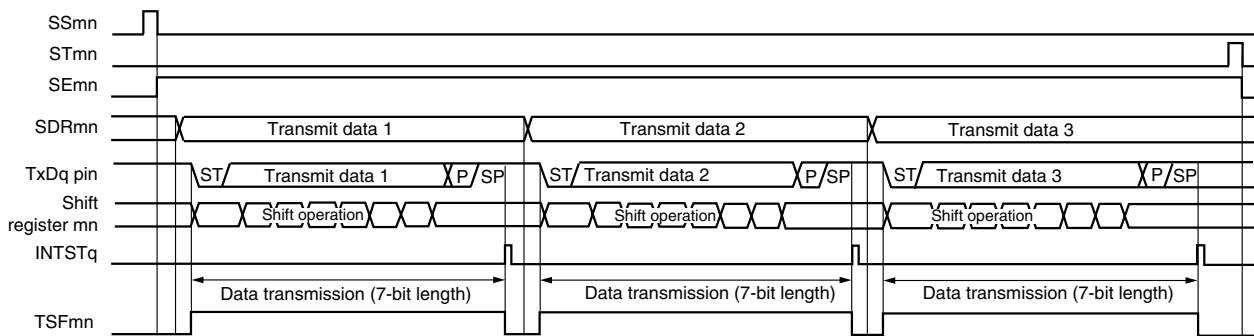 SSmn
STmn
SEmn
SDRmn Transmit data 1 Transmit data 2 Transmit data 3
TxDq pin ST Transmit data 1 P SP ST Transmit data 2 P SP ST Transmit data 3 P SP
Shift
register mn Shift operation Shift operation Shift operation
INTSTq
Data transmission (7-bit length) Data transmission (7-bit length) Data transmission (7-bit length)
TSFmn